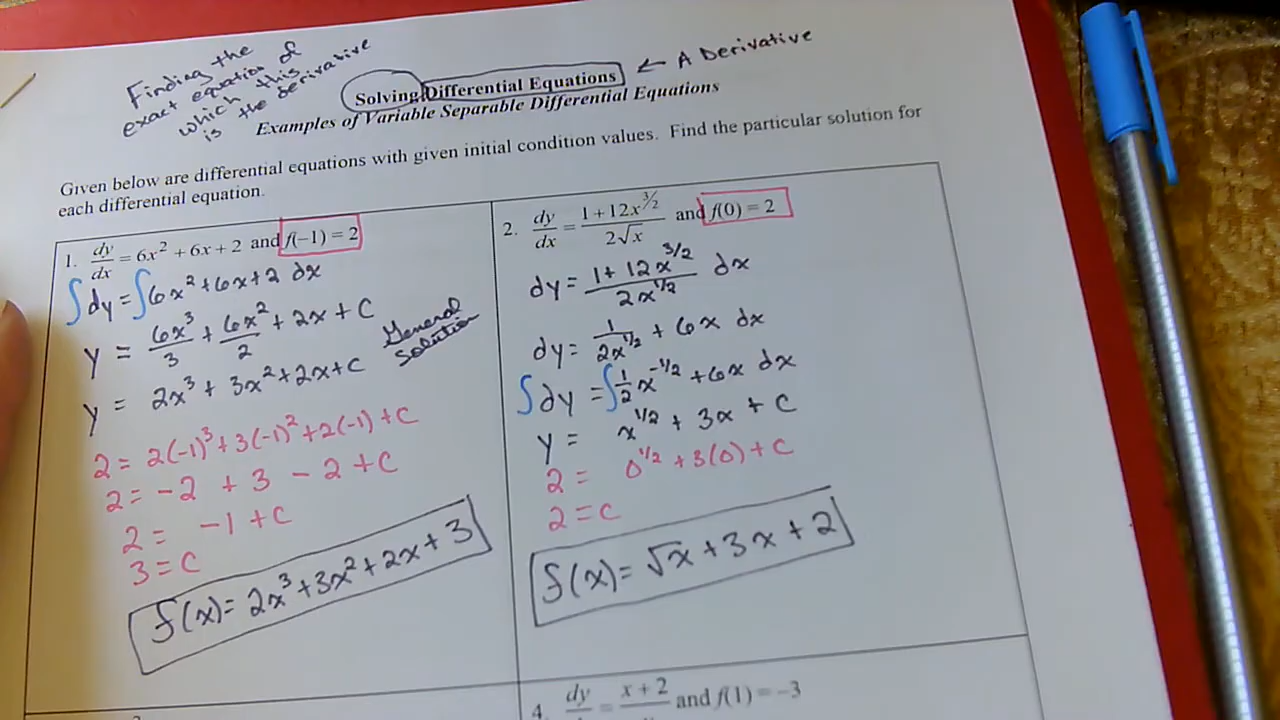 Finding the
exact equation of
which this
is the derivative
Solving Differential Equations ← A Derivative
Examples of Variable Separable Differential Equations
Given below are differential equations with given initial condition values. Find the particular solution for
each differential equation.
1. dy/dx = 6x² + 6x + 2 and f(−1) = 2
∫dy = ∫6x² + 6x + 2 dx
y = 6x³/3 + 6x²/2 + 2x + C
General
Solution
y = 2x³ + 3x² + 2x + C
2 = 2(-1)³ + 3(-1)² + 2(-1) + C
2 = -2 + 3 - 2 + C
2 = -1 + C
3 = C
f(x) = 2x³ + 3x² + 2x + 3
2. dy/dx = (1 + 12x^(3/2))/(2√x) and f(0) = 2
dy = (1 + 12x^(3/2))/(2x^(1/2)) dx
dy = 1/(2x^(1/2)) + 6x dx
∫dy = ∫1/2 x^(-1/2) + 6x dx
y = x^(1/2) + 3x + C
2 = 0^(1/2) + 3(0) + C
2 = C
f(x) = √x + 3x + 2
4. dy/dx = x + 2 and f(1) = −3